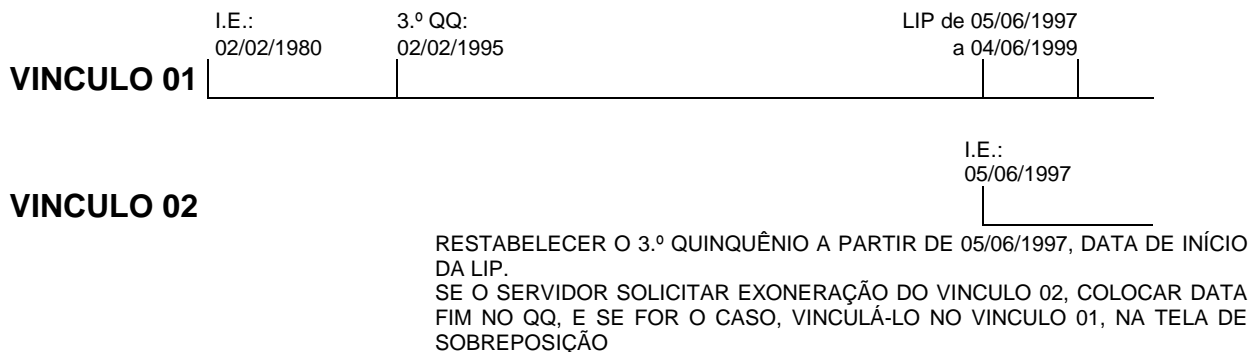 I.E.:
02/02/1980
3.º QQ:
02/02/1995
LIP de 05/06/1997
a 04/06/1999
VINCULO 01
I.E.:
05/06/1997
VINCULO 02
RESTABELECER O 3.º QUINQUÊNIO A PARTIR DE 05/06/1997, DATA DE INÍCIO
DA LIP.
SE O SERVIDOR SOLICITAR EXONERAÇÃO DO VINCULO 02, COLOCAR DATA
FIM NO QQ, E SE FOR O CASO, VINCULÁ-LO NO VINCULO 01, NA TELA DE
SOBREPOSIÇÃO